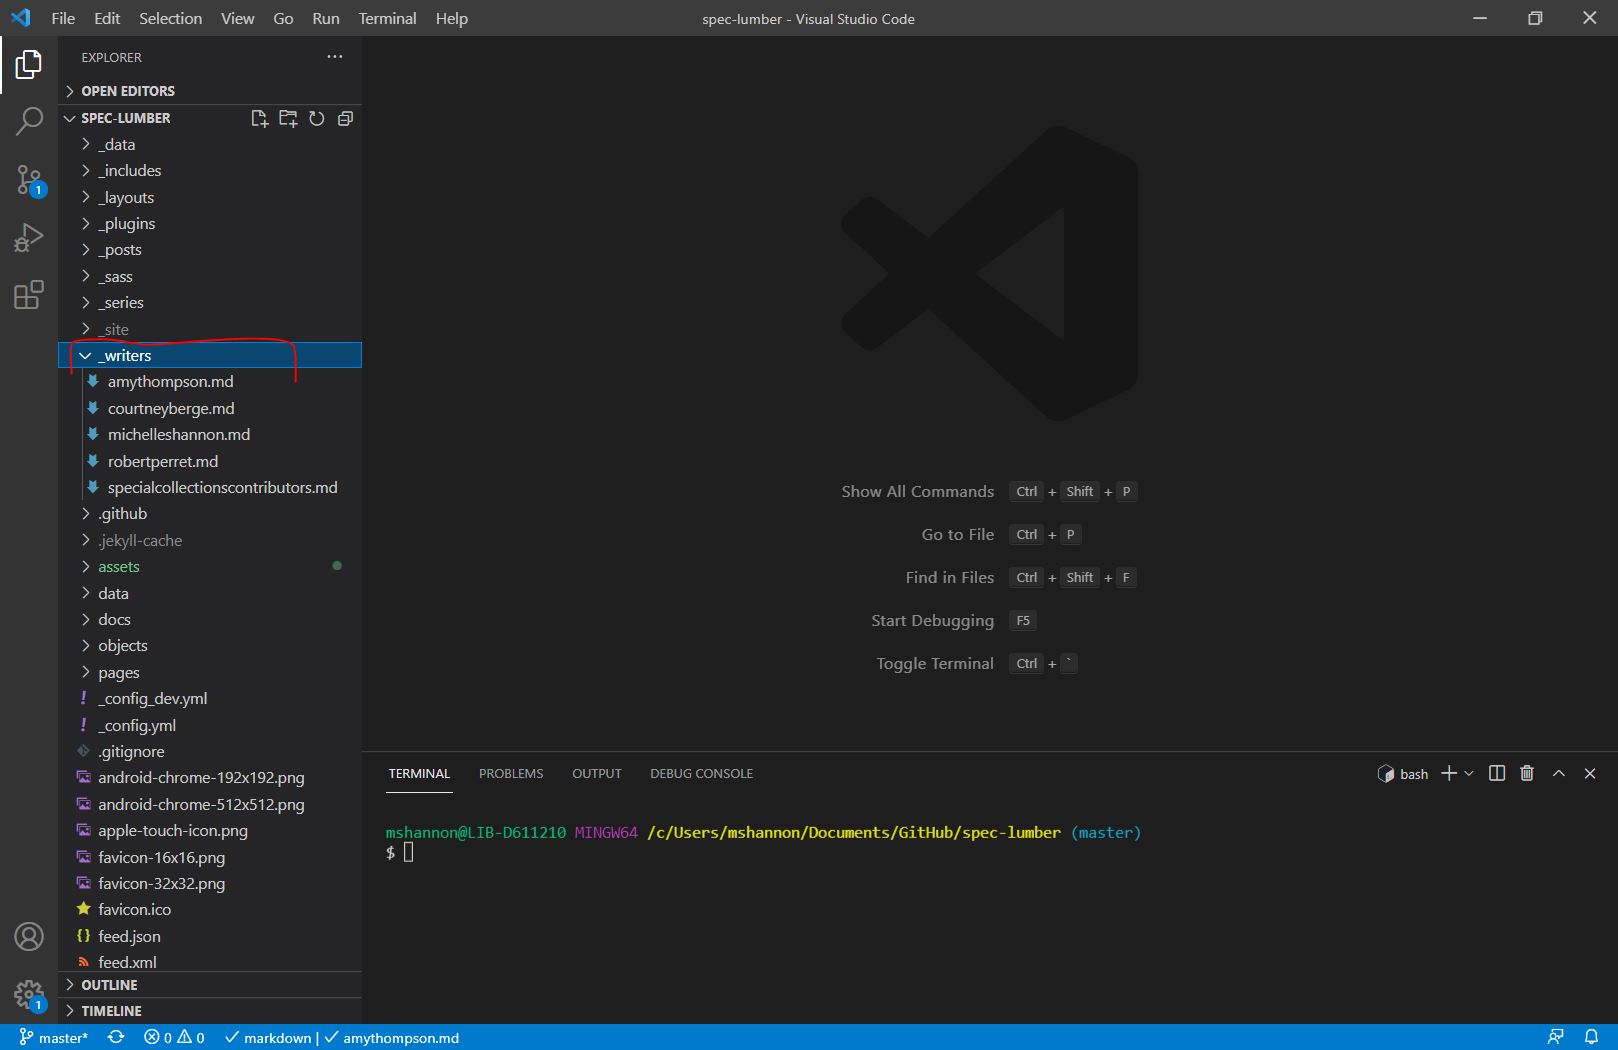 File Edit Selection View Go Run Terminal Help
spec-lumber - Visual Studio Code
EXPLORER
OPEN EDITORS
SPEC-LUMBER
_data
_includes
_layouts
_plugins
_posts
_sass
_series
_site
_writers
amythompson.md
courtneyberge.md
michelleshannon.md
robertperret.md
specialcollectionscontributors.md
.github
.jekyll-cache
assets
data
docs
objects
pages
_config_dev.yml
_config.yml
.gitignore
android-chrome-192x192.png
android-chrome-512x512.png
apple-touch-icon.png
favicon-16x16.png
favicon-32x32.png
favicon.ico
feed.json
feed.xml
OUTLINE
TIMELINE
1
1
Show All Commands Ctrl + Shift + P
Go to File Ctrl + P
Find in Files Ctrl + Shift + F
Start Debugging F5
Toggle Terminal Ctrl + `
TERMINAL PROBLEMS OUTPUT DEBUG CONSOLE
bash
mshannon@LIB-D611210 MINGW64 /c/Users/mshannon/Documents/GitHub/spec-lumber (master)
$
master* 0 0 markdown | amythompson.md